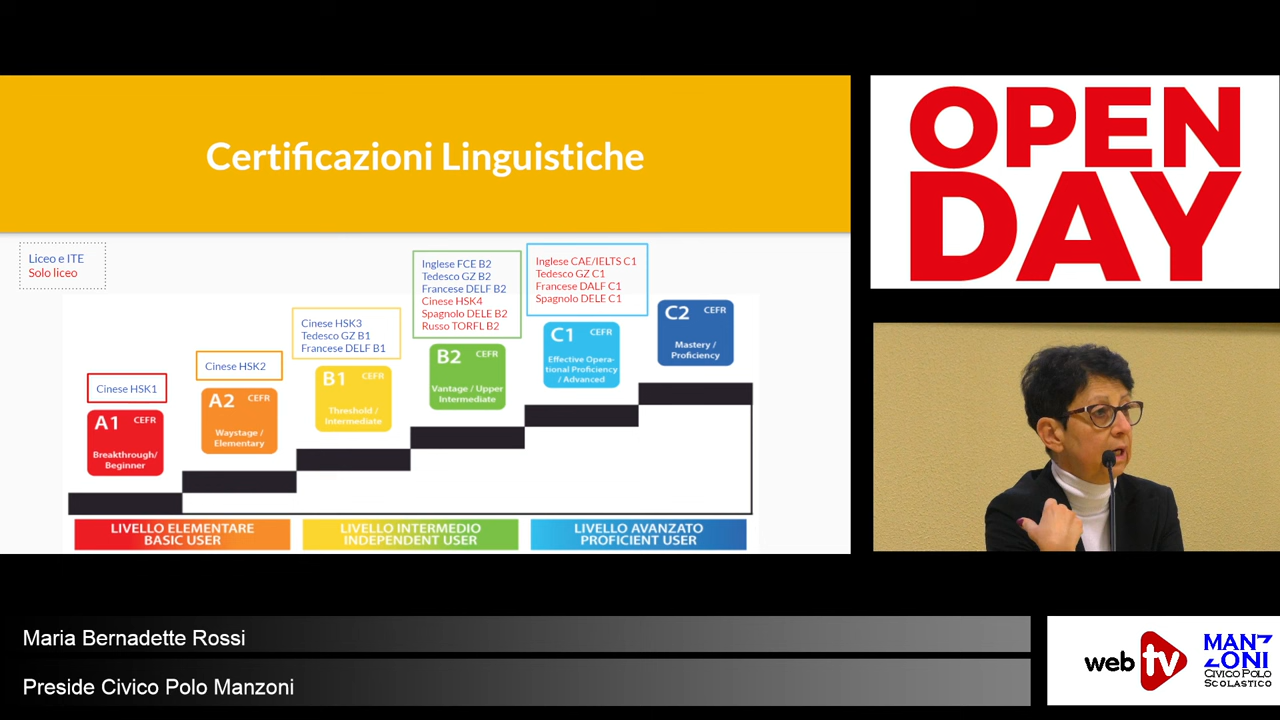 Certificazioni Linguistiche
Liceo e ITE
Solo liceo
Cinese HSK1
A1 CEFR
Breakthrough/
Beginner
Cinese HSK2
A2 CEFR
Waystage /
Elementary
Cinese HSK3
Tedesco GZ B1
Francese DELF B1
B1 CEFR
Threshold /
Intermediate
Inglese FCE B2
Tedesco GZ B2
Francese DELF B2
Cinese HSK4
Spagnolo DELE B2
Russo TORFL B2
B2 CEFR
Vantage / Upper
Intermediate
Inglese CAE/IELTS C1
Tedesco GZ C1
Francese DALF C1
Spagnolo DELE C1
C1 CEFR
Effective Opera-
tional Proficiency
/ Advanced
C2 CEFR
Mastery /
Proficiency
LIVELLO ELEMENTARE
BASIC USER
LIVELLO INTERMEDIO
INDEPENDENT USER
LIVELLO AVANZATO
PROFICIENT USER
OPEN
DAY
Maria Bernadette Rossi
Preside Civico Polo Manzoni
web tv
MANZ
ZONI
CIVICO POLO
SCOLASTICO